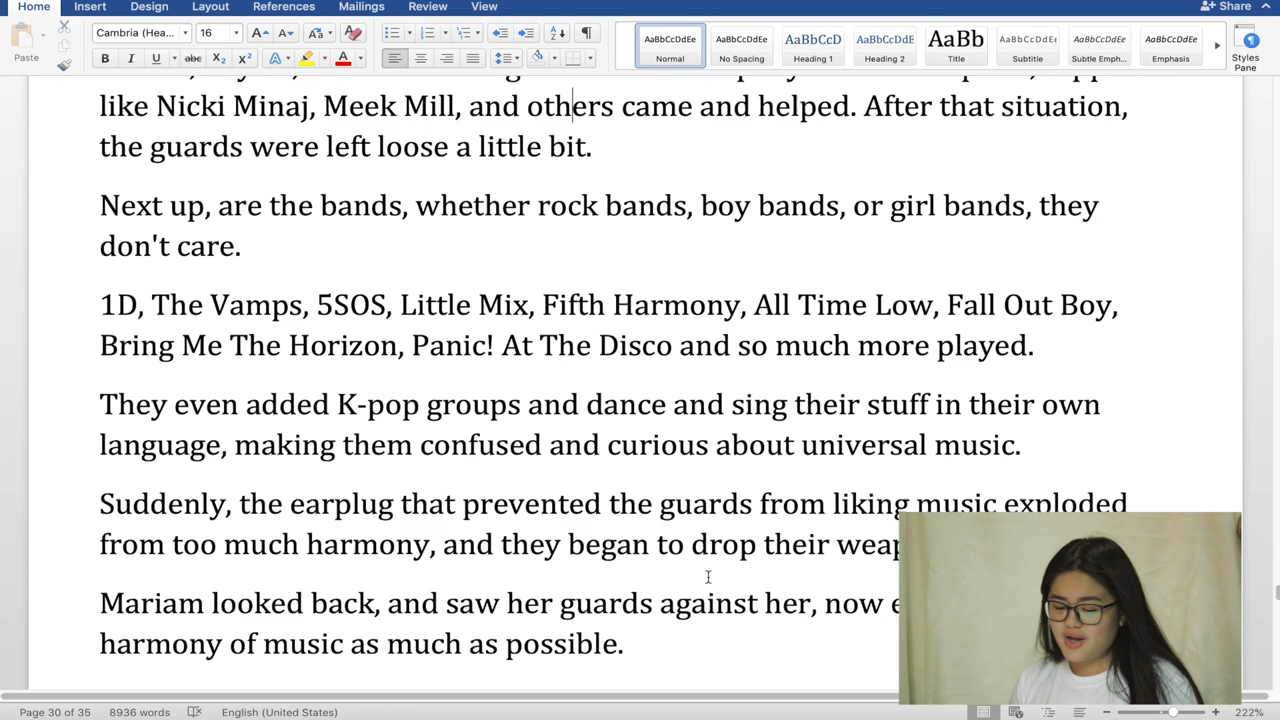 Home Insert Design Layout References Mailings Review View Share
Paste Cambria (Hea... 16 AaBbCcDdEe AaBbCcDdEe AaBbCcD AaBbCcDdE AaBb AaBbCcDdE AaBbCcDdEe AaBbCcDdEe
B I U abc X2 X2 A A Normal No Spacing Heading 1 Heading 2 Title Subtitle Subtle Emph... Emphasis Styles Pane
like Nicki Minaj, Meek Mill, and others came and helped. After that situation,
the guards were left loose a little bit.
Next up, are the bands, whether rock bands, boy bands, or girl bands, they
don't care.
1D, The Vamps, 5SOS, Little Mix, Fifth Harmony, All Time Low, Fall Out Boy,
Bring Me The Horizon, Panic! At The Disco and so much more played.
They even added K-pop groups and dance and sing their stuff in their own
language, making them confused and curious about universal music.
Suddenly, the earplug that prevented the guards from liking music exploded
from too much harmony, and they began to drop their
Mariam looked back, and saw her guards against her, now
harmony of music as much as possible.
Page 30 of 35 8936 words English (United States) 222%